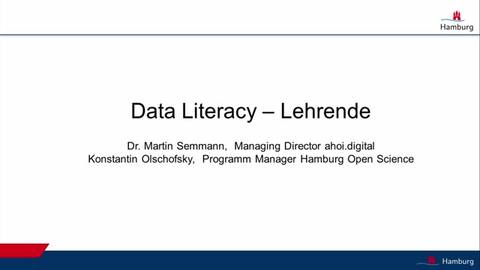 Hamburg
Data Literacy – Lehrende
Dr. Martin Semmann, Managing Director ahoi.digital
Konstantin Olschofsky, Programm Manager Hamburg Open Science
Hamburg